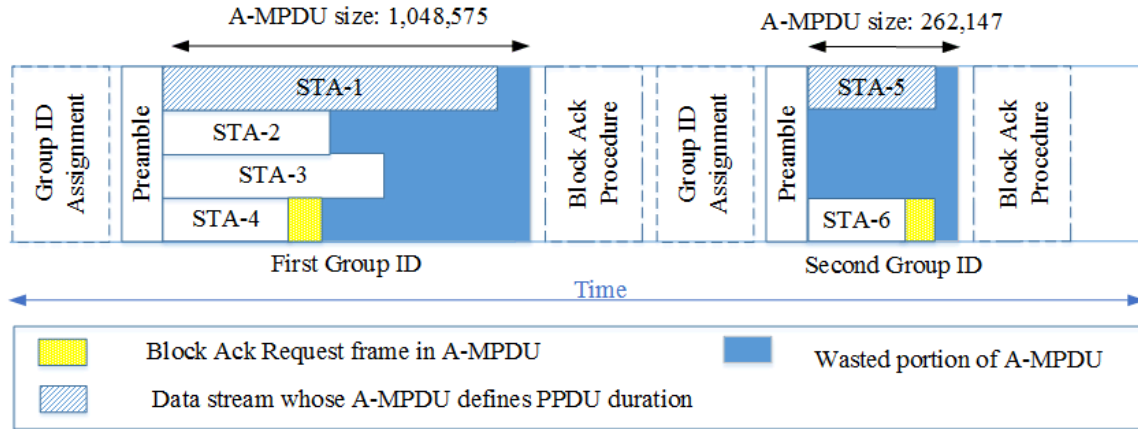 A-MPDU size: 1,048,575
A-MPDU size: 262,147
Group ID
Assignment
Preamble
STA-1
STA-2
STA-3
STA-4
Block Ack
Procedure
Group ID
Assignment
Preamble
STA-5
STA-6
Block Ack
Procedure
First Group ID
Second Group ID
Time
Block Ack Request frame in A-MPDU
Wasted portion of A-MPDU
Data stream whose A-MPDU defines PPDU duration